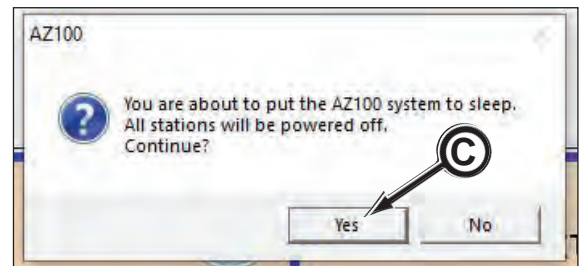 AZ100
You are about to put the AZ100 system to sleep.
All stations will be powered off.
Continue?
C
Yes
No